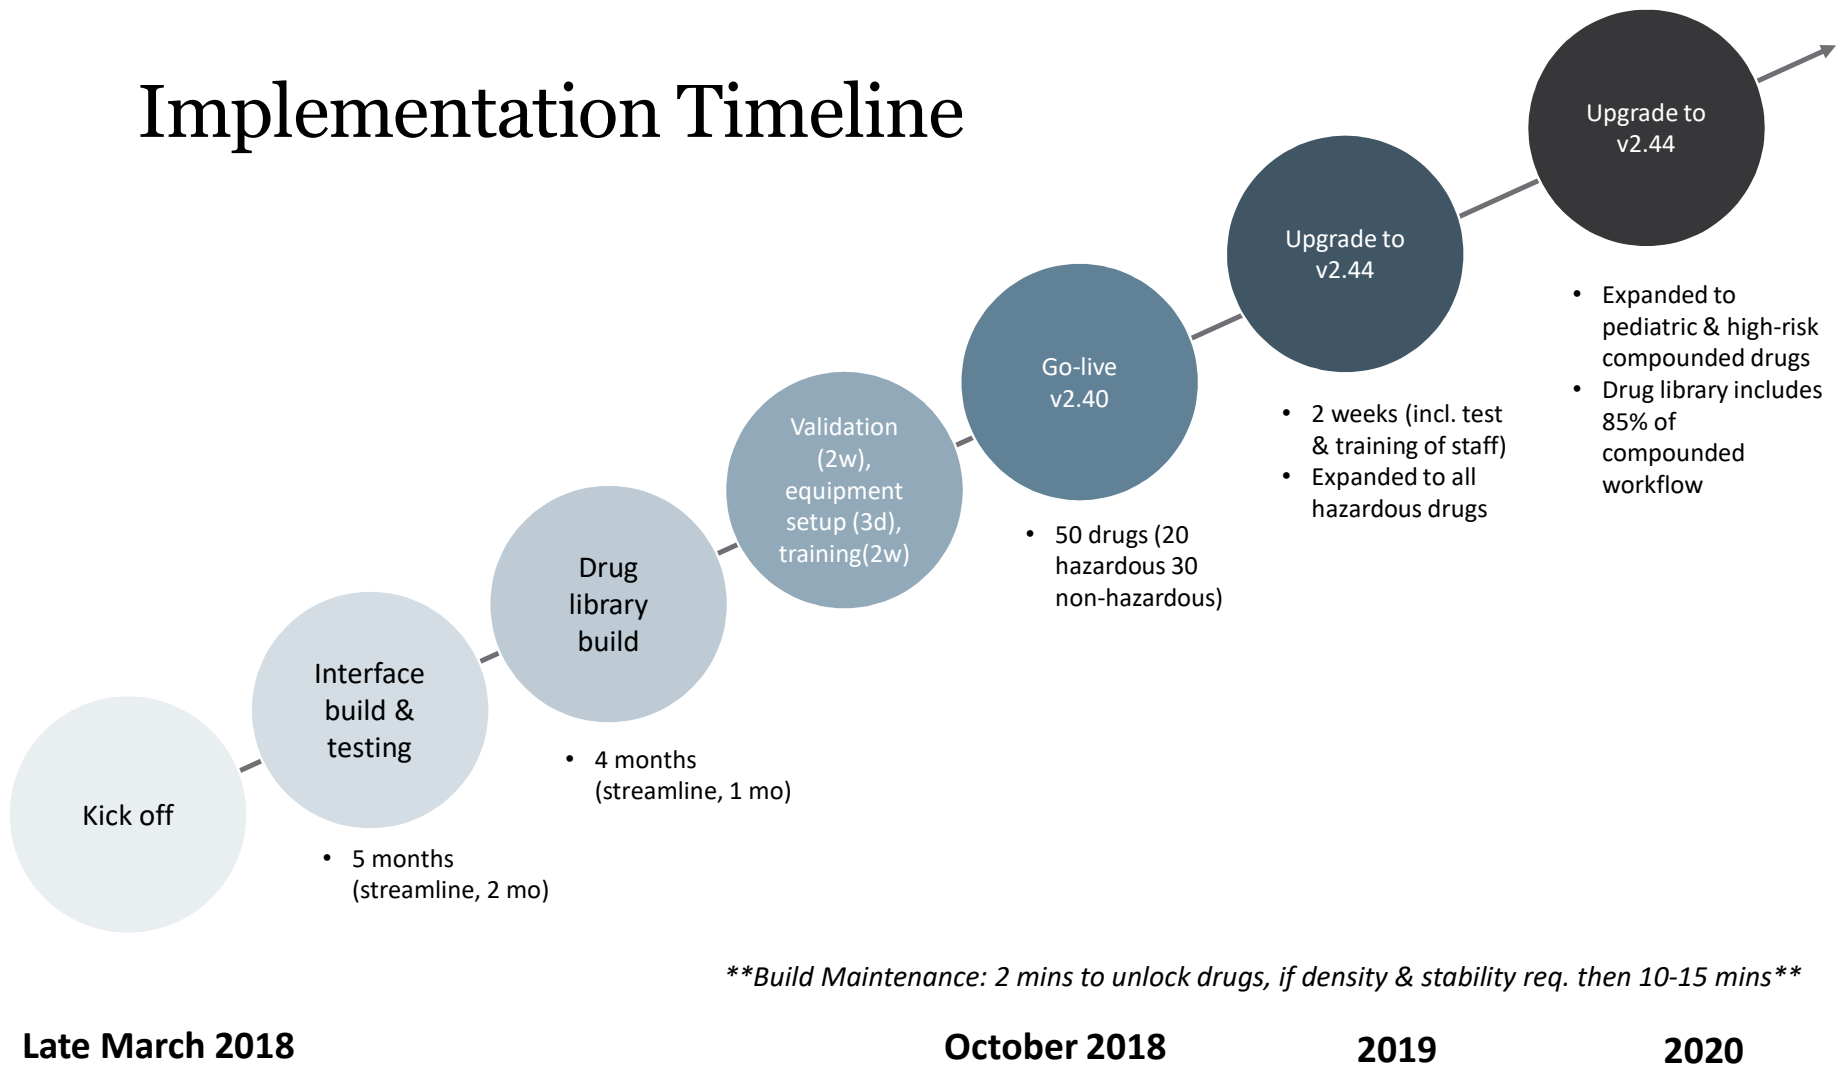 Implementation Timeline
Kick off
Interface
build &
testing
• 5 months
(streamline, 2 mo)
Drug
library
build
• 4 months
(streamline, 1 mo)
Validation
(2w),
equipment
setup (3d),
training(2w)
Go-live
v2.40
• 50 drugs (20
hazardous 30
non-hazardous)
Upgrade to
v2.44
• 2 weeks (incl. test
& training of staff)
• Expanded to all
hazardous drugs
Upgrade to
v2.44
• Expanded to
pediatric & high-risk
compounded drugs
• Drug library includes
85% of
compounded
workflow
**Build Maintenance: 2 mins to unlock drugs, if density & stability req. then 10-15 mins**
Late March 2018
October 2018
2019
2020